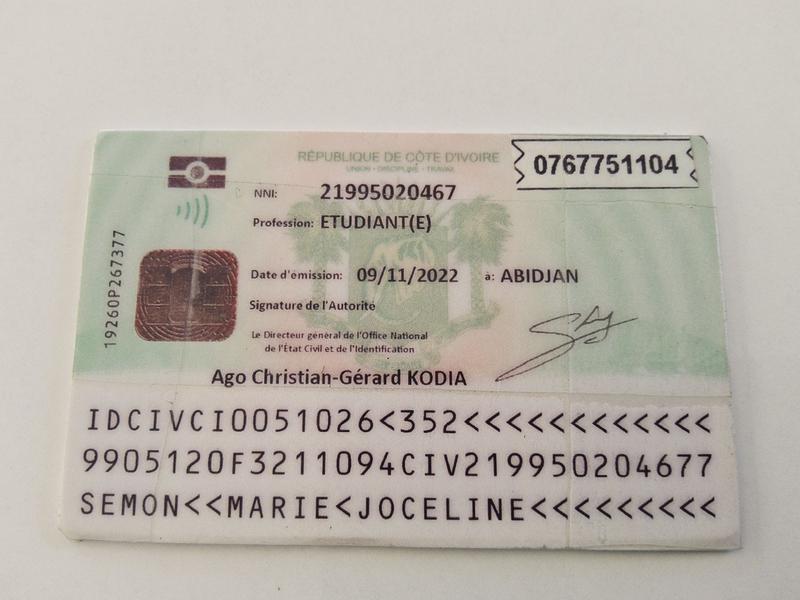 RÉPUBLIQUE DE CÔTE D'IVOIRE
UNION - DISCIPLINE - TRAVAIL
0767751104
NNI: 21995020467
Profession: ETUDIANT(E)
19260P267377
Date d'émission: 09/11/2022 à: ABIDJAN
Signature de l'Autorité
Le Directeur général de l'Office National
de l'État Civil et de l'Identification
Ago Christian-Gérard KODIA
IDCIVCI0051026<352<<<<<<<<<<<<
9905120F3211094CIV219950204677
SEMON<<MARIE<JOCELINE<<<<<<<<<